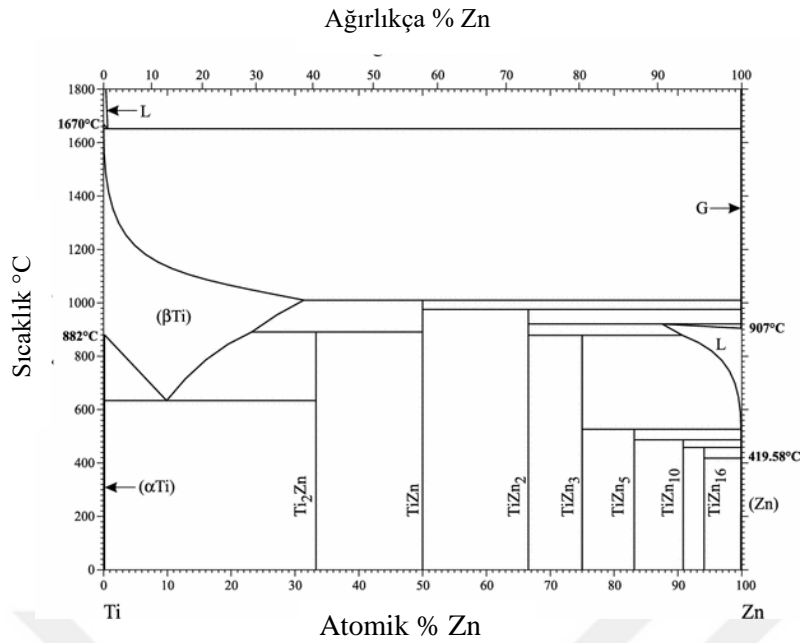 Ağırlıkça % Zn
0 10 20 30 40 50 60 70 80 90 100
1800
L
1670°C
1600
1400
G
1200
1000
(βTi)
907°C
882°C
L
800
600
419.58°C
400
(αTi)
Ti2Zn
TiZn
TiZn2
TiZn3
TiZn5
TiZn10
TiZn16
(Zn)
200
0
0 10 20 30 40 50 60 70 80 90 100
Ti
Zn
Sıcaklık °C
Atomik % Zn